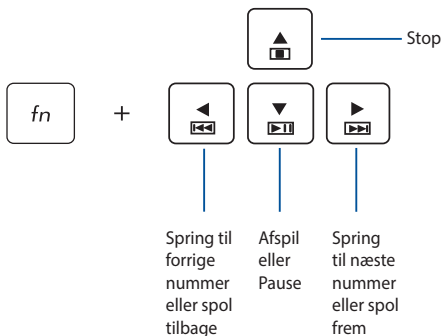 Stop
fn
+
Spring til
forrige
nummer
eller spol
tilbage
Afspil
eller
Pause
Spring
til næste
nummer
eller spol
frem